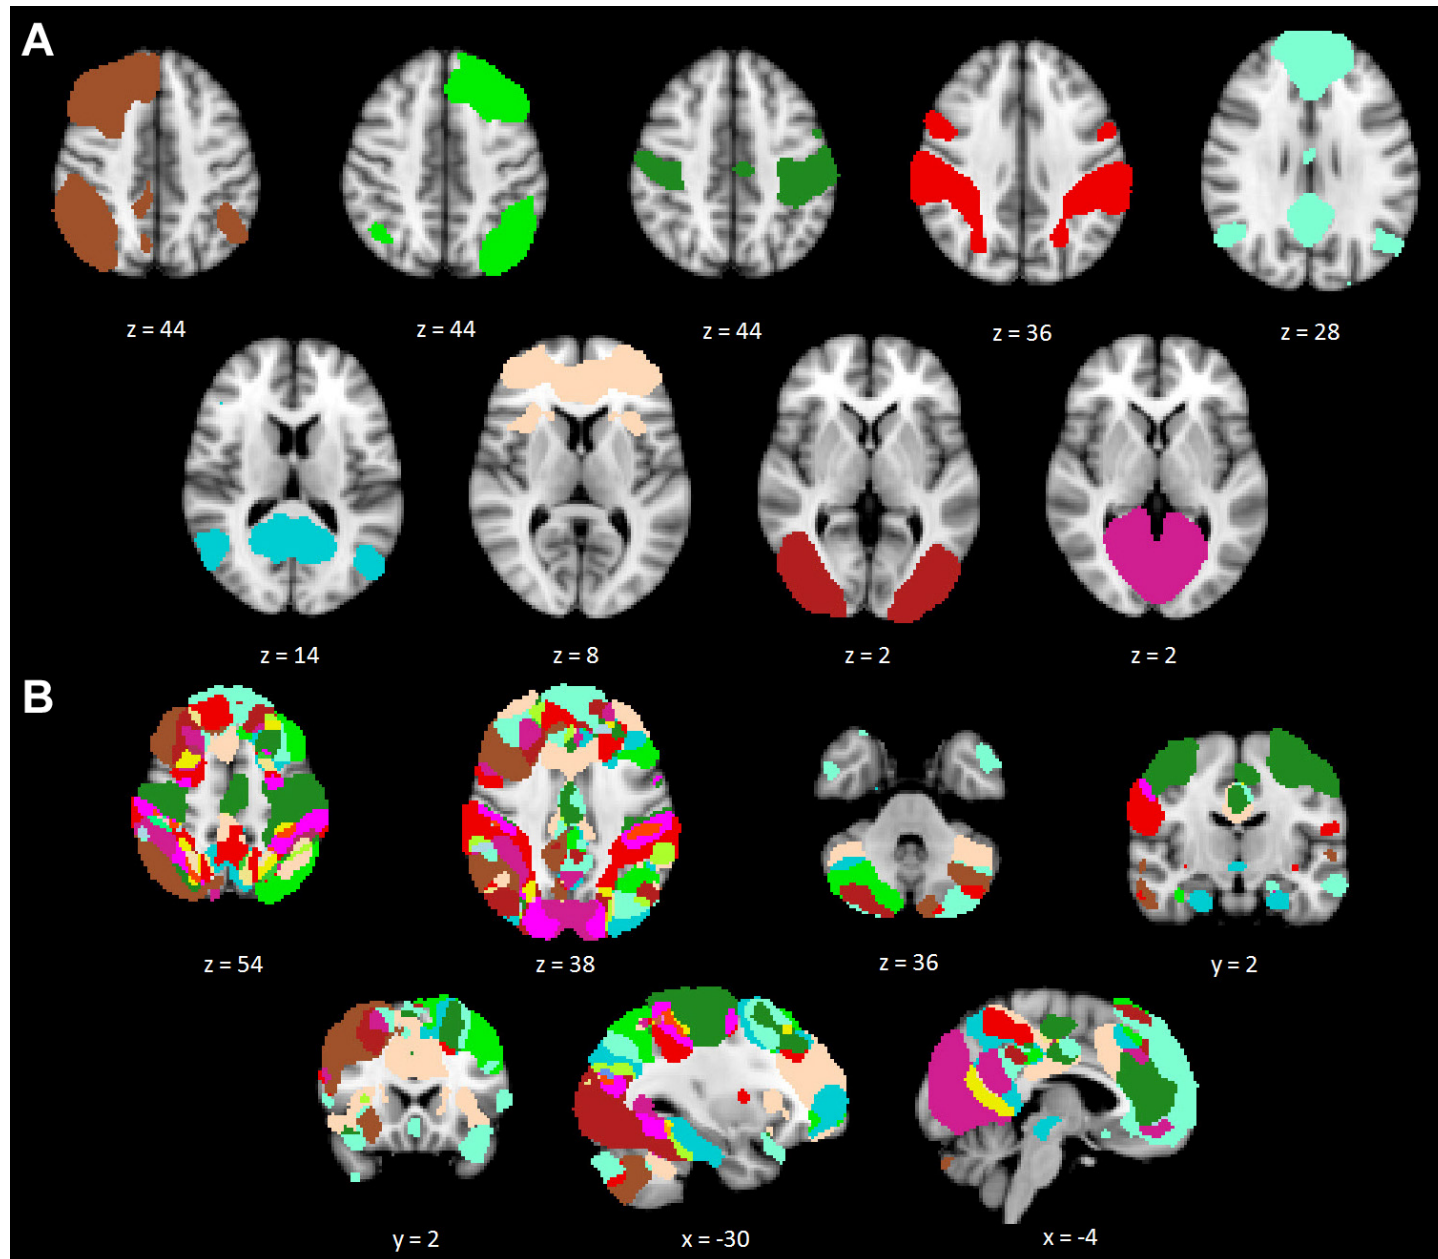 A
z = 44
z = 44
z = 44
z = 36
z = 28
z = 14
z = 8
z = 2
z = 2
B
z = 54
z = 38
z = 36
y = 2
y = 2
x = -30
x = -4